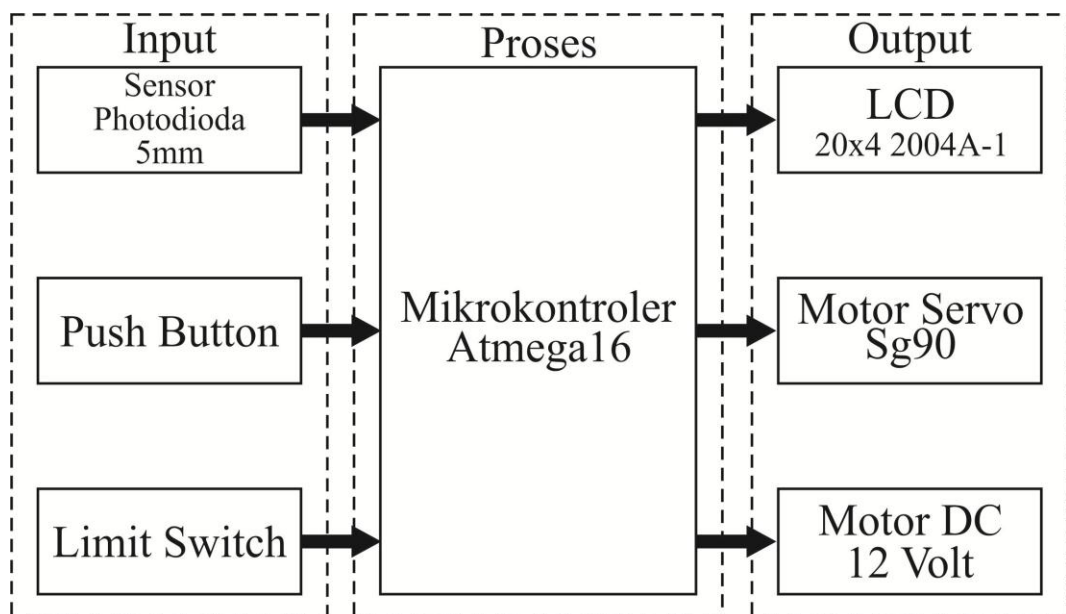 Input
Sensor
Photodioda
5mm
Push Button
Limit Switch
Proses
Mikrokontroler
Atmega16
Output
LCD
20x4 2004A-1
Motor Servo
Sg90
Motor DC
12 Volt